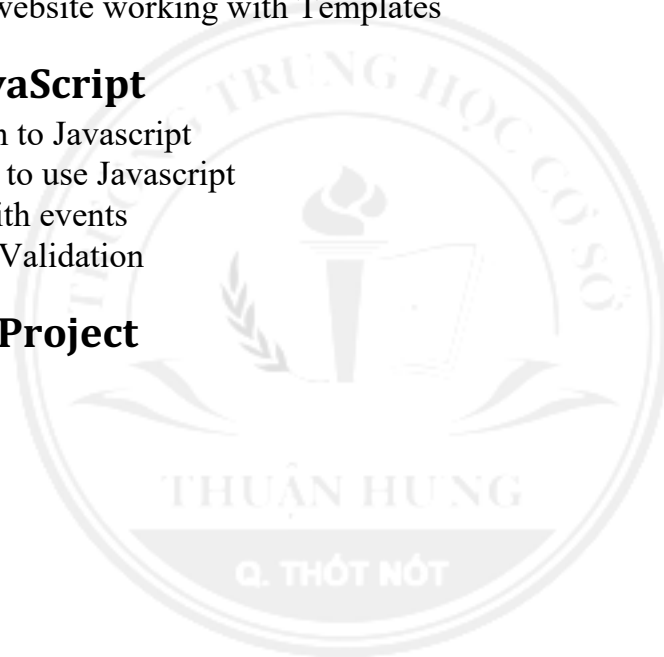 website working with Templates
vaScript
n to Javascript
to use Javascript
ith events
Validation
Project
TRƯỜNG TRUNG HỌC CƠ SỞ
THUẬN HƯNG
Q. THỐT NỐT